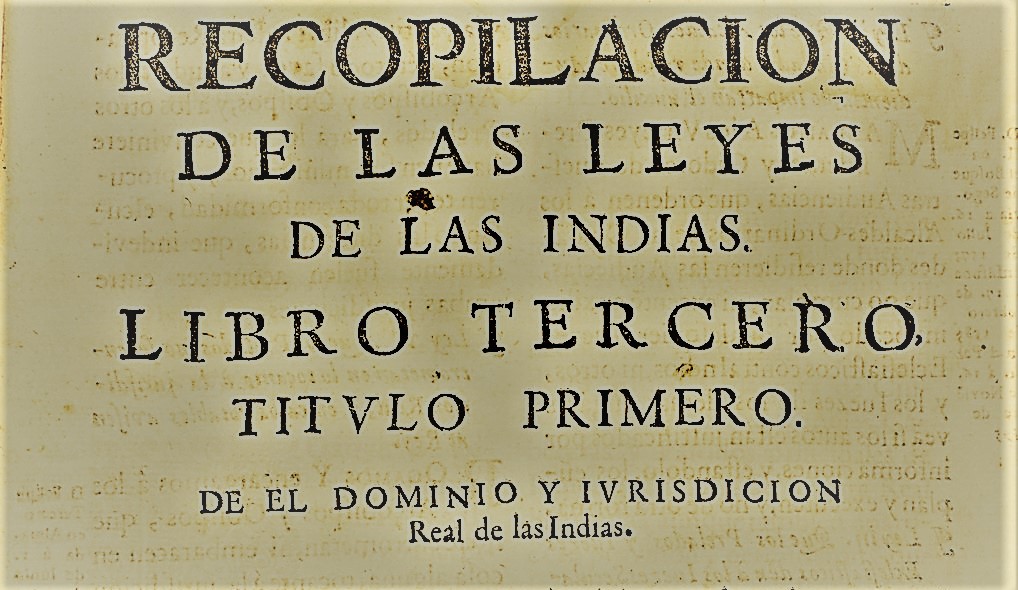 RECOPILACION
DE LAS LEYES
DE LAS INDIAS.
LIBRO TERCERO,
TITVLO PRIMERO.
DE EL DOMINIO Y IVRISDICION
Real de las Indias.